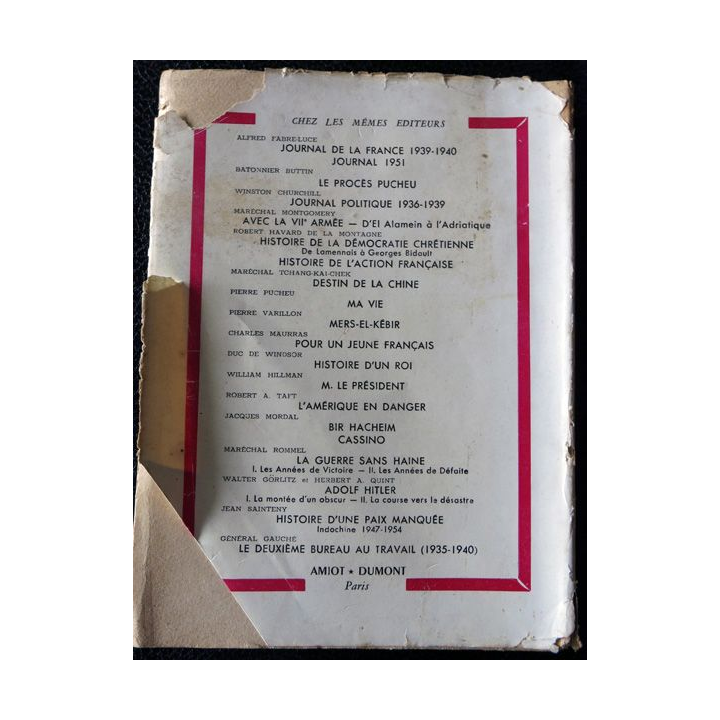 CHEZ LES MÊMES EDITEURS
ALFRED FABRE-LUCE
JOURNAL DE LA FRANCE 1939-1940
JOURNAL 1951
BATONNIER BUTTIN
LE PROCÈS PUCHEU
WINSTON CHURCHILL
JOURNAL POLITIQUE 1936-1939
MARÉCHAL MONTGOMERY
AVEC LA VIIe ARMÉE — D'El Alamein à l'Adriatique
ROBERT HAVARD DE LA MONTAGNE
HISTOIRE DE LA DÉMOCRATIE CHRÉTIENNE
De Lamennais à Georges Bidault
HISTOIRE DE L'ACTION FRANÇAISE
MARÉCHAL TCHANG-KAI-CHEK
DESTIN DE LA CHINE
PIERRE PUCHEU
MA VIE
PIERRE VARILLON
MERS-EL-KÉBIR
CHARLES MAURRAS
POUR UN JEUNE FRANÇAIS
DUC DE WINDSOR
HISTOIRE D'UN ROI
WILLIAM HILLMAN
M. LE PRÉSIDENT
ROBERT A. TAFT
L'AMÉRIQUE EN DANGER
JACQUES MORDAL
BIR HACHEIM
CASSINO
MARÉCHAL ROMMEL
LA GUERRE SANS HAINE
I. Les Années de Victoire — II. Les Années de Défaite
WALTER GÖRLITZ et HERBERT A. QUINT
ADOLF HITLER
I. La montée d'un obscur — II. La course vers le désastre
JEAN SAINTENY
HISTOIRE D'UNE PAIX MANQUÉE
Indochine 1947-1954
GÉNÉRAL GAUCHÉ
LE DEUXIÈME BUREAU AU TRAVAIL (1935-1940)
AMIOT ★ DUMONT
Paris